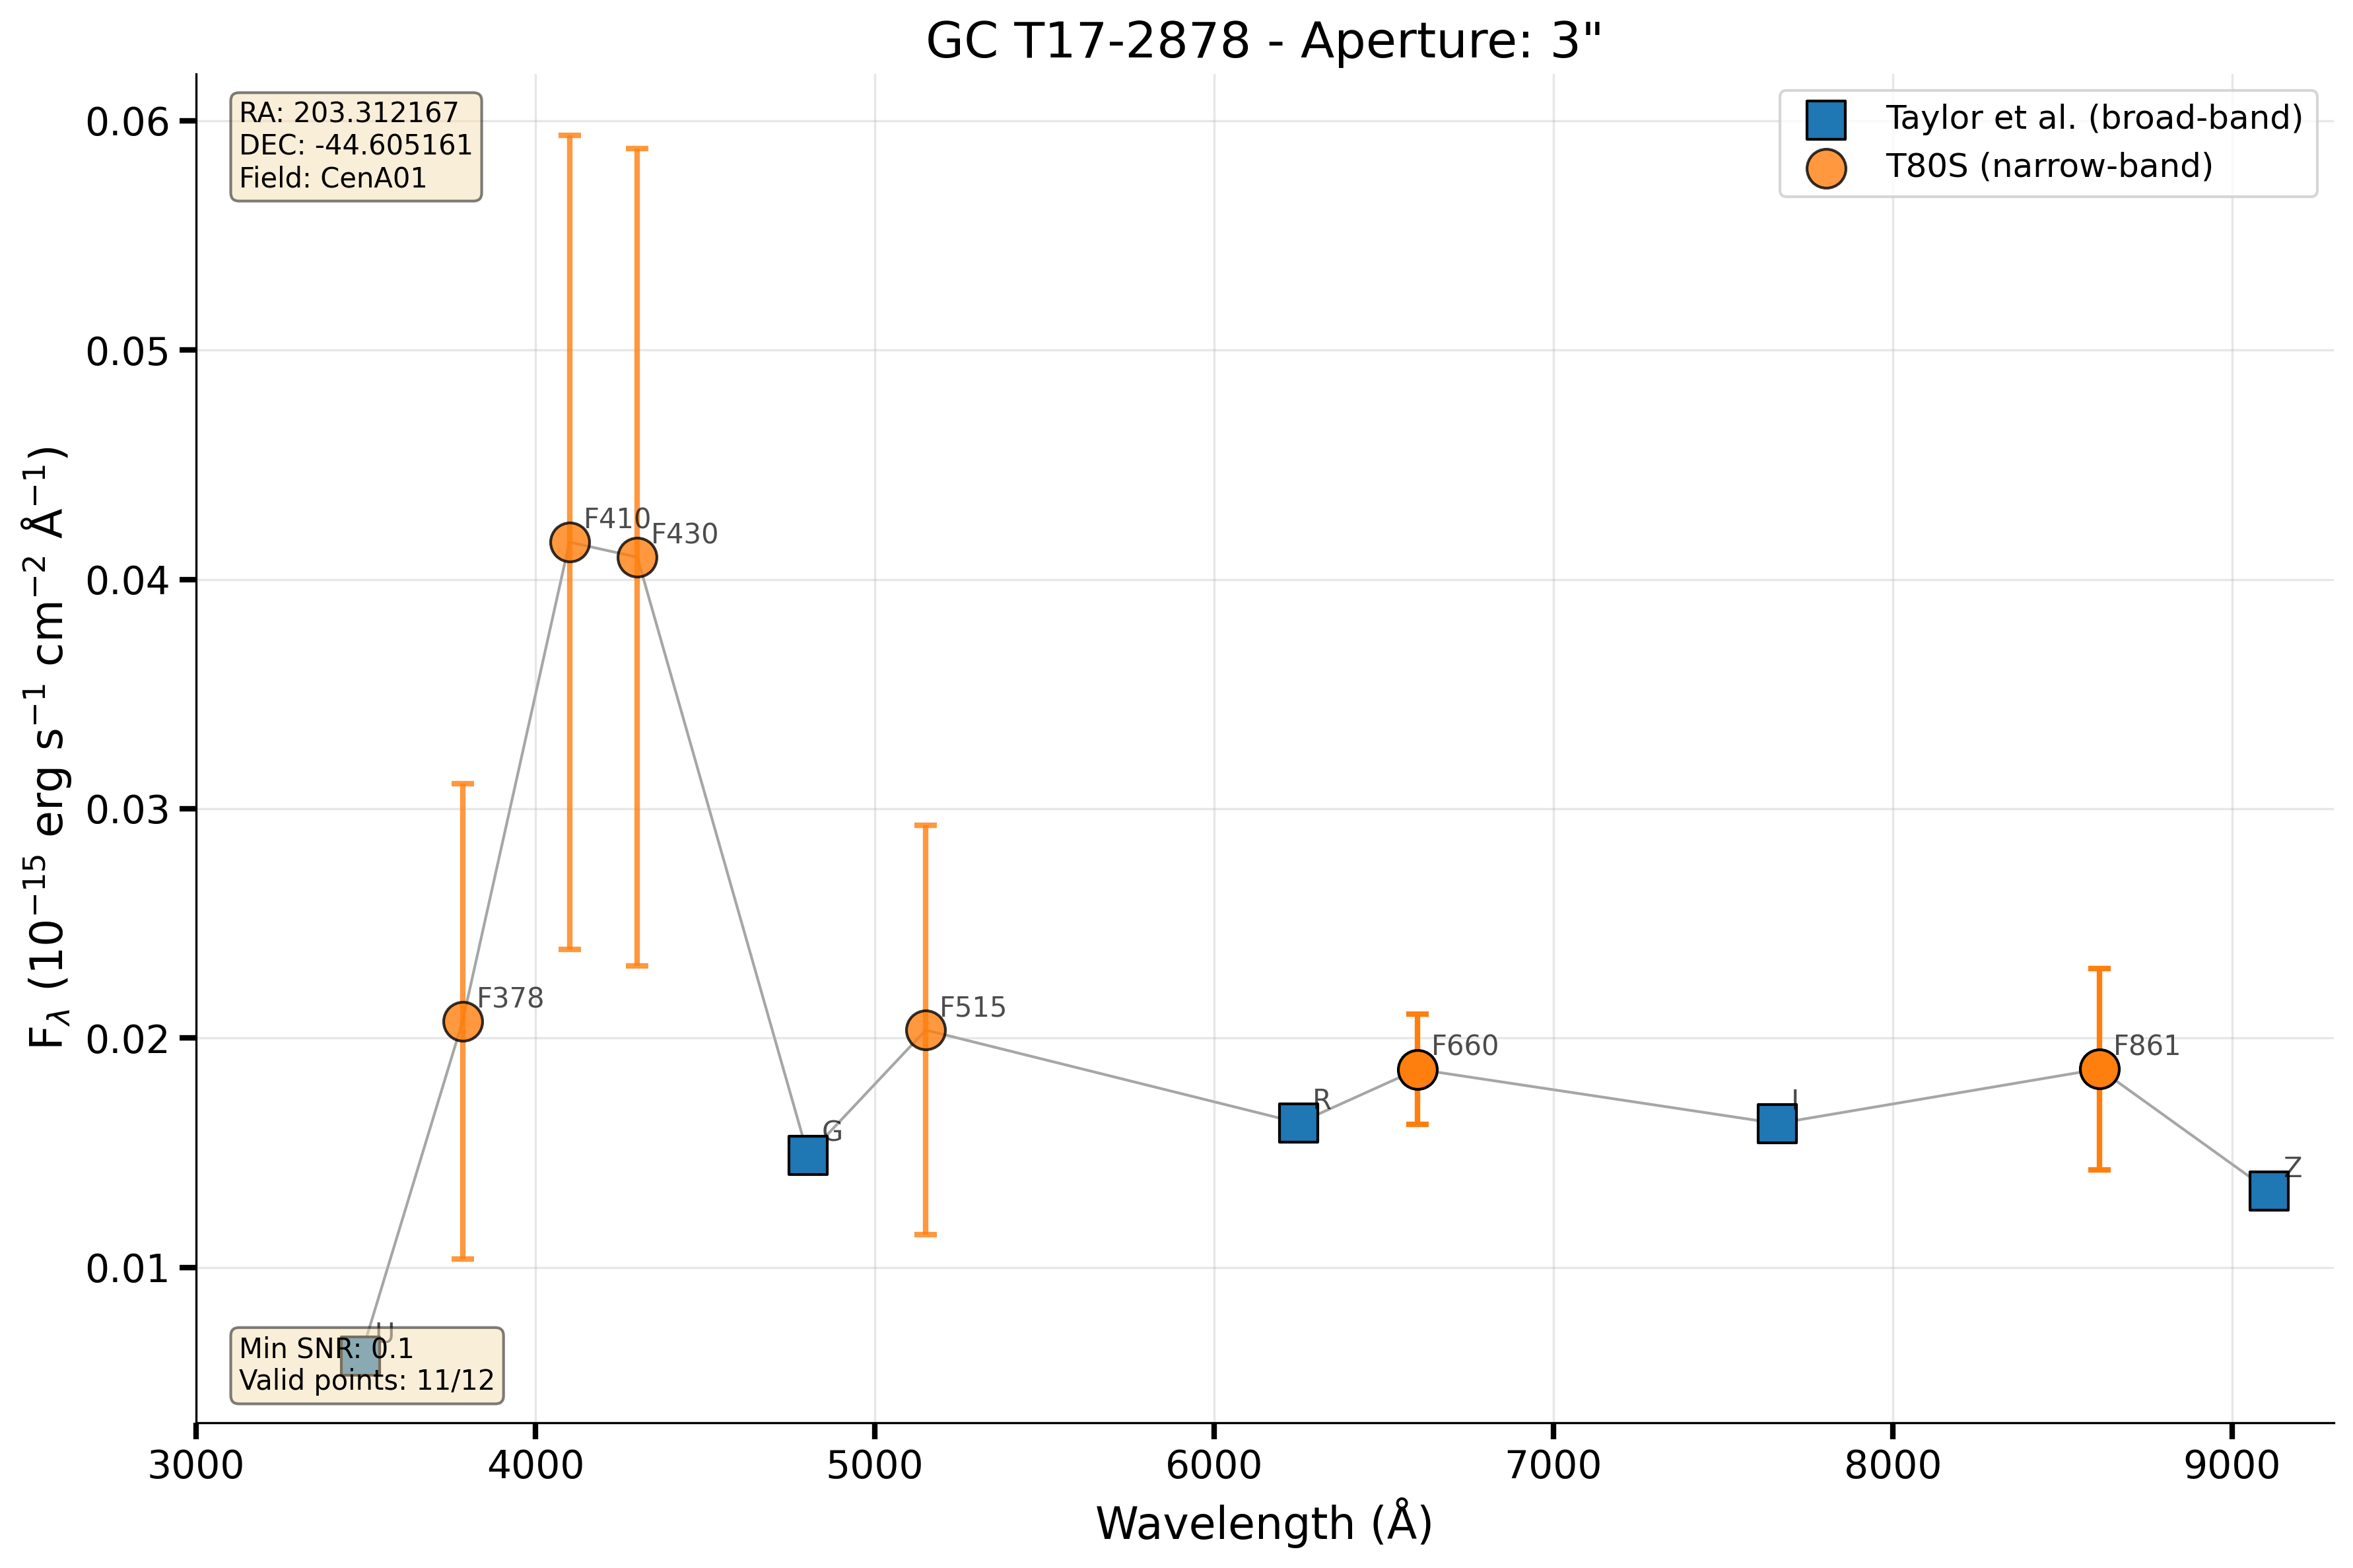 GC T17-2878 - Aperture: 3"
RA: 203.312167
DEC: -44.605161
Field: CenA01
Taylor et al. (broad-band)
T80S (narrow-band)
0.06
0.05
0.04
0.03
0.02
0.01
F_λ (10⁻¹⁵ erg s⁻¹ cm⁻² Å⁻¹)
F410
F430
F378
F515
F660
F861
R
I
G
Z
U
Min SNR: 0.1
Valid points: 11/12
3000 4000 5000 6000 7000 8000 9000
Wavelength (Å)